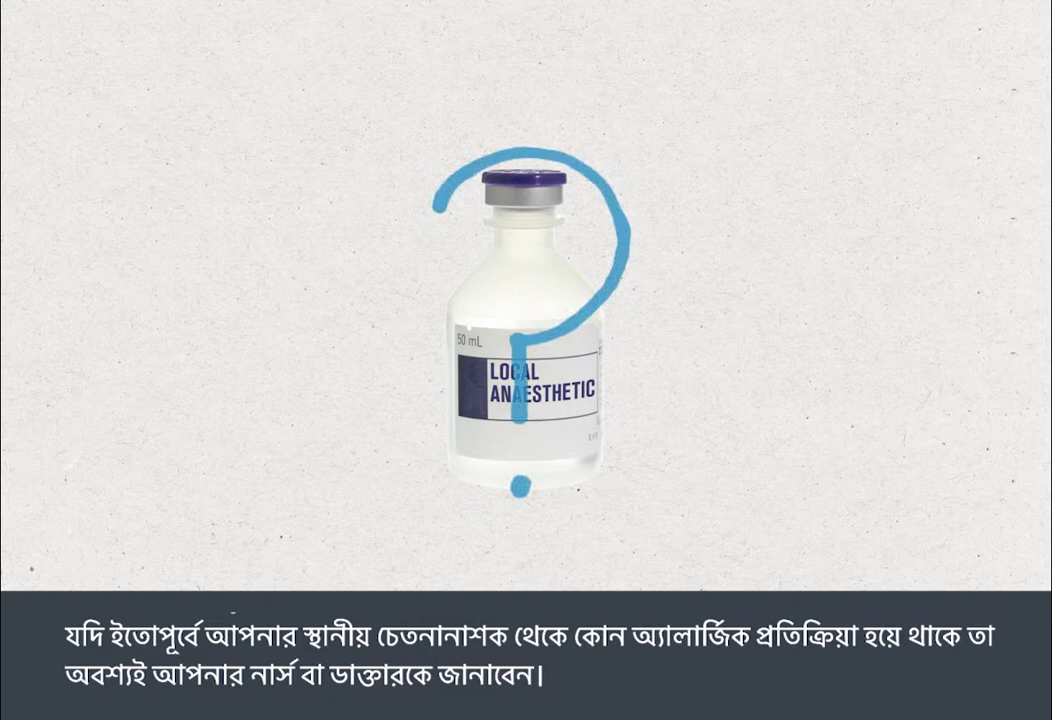 50 mL
LOCAL
ANAESTHETIC
যদি ইতোপূর্বে আপনার স্থানীয় চেতনানাশক থেকে কোন অ্যালার্জিক প্রতিক্রিয়া হয়ে থাকে তা
অবশ্যই আপনার নার্স বা ডাক্তারকে জানাবেন।